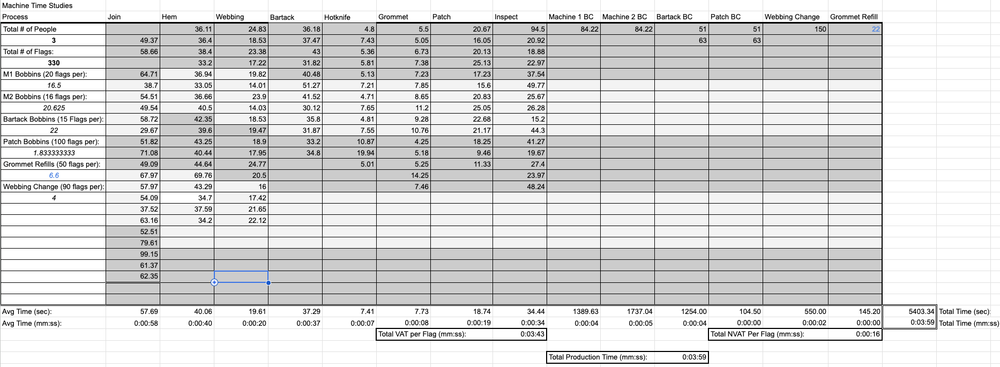 Machine Time Studies
Process Join Hem Webbing Bartack Hotknife Grommet Patch Inspect Machine 1 BC Machine 2 BC Bartack BC Patch BC Webbing Change Grommet Refill
Total # of People 36.11 24.83 36.18 4.8 5.5 20.67 94.5 84.22 84.22 51 51 150 22
3 49.37 36.4 18.53 37.47 7.43 5.05 16.05 20.92 63 63
Total # of Flags: 58.66 38.4 23.38 43 5.36 6.73 20.13 18.88
330 33.2 17.22 31.82 5.81 7.38 25.13 22.97
M1 Bobbins (20 flags per): 64.71 36.94 19.82 40.48 5.13 7.23 17.23 37.54
16.5 38.7 33.05 14.01 51.27 7.21 7.85 15.6 49.77
M2 Bobbins (16 flags per): 54.51 36.66 23.9 41.52 4.71 8.65 20.83 25.67
20.625 49.54 40.5 14.03 30.12 7.65 11.2 25.05 26.28
Bartack Bobbins (15 Flags per): 58.72 42.35 18.53 35.8 4.81 9.28 22.68 15.2
22 29.67 39.6 19.47 31.87 7.55 10.76 21.17 44.3
Patch Bobbins (100 flags per): 51.82 43.25 18.9 33.2 10.87 4.25 18.25 41.27
1.833333333 71.08 40.44 17.95 34.8 19.94 5.18 9.46 19.67
Grommet Refills (50 flags per): 49.09 44.64 24.77 5.01 5.25 11.33 27.4
6.6 67.97 69.76 20.5 14.25 23.97
Webbing Change (90 flags per): 57.97 43.29 16 7.46 48.24
4 54.09 34.7 17.42
37.52 37.59 21.65
63.16 34.2 22.12
52.51
79.61
99.15
61.37
62.35
Avg Time (sec): 57.69 40.06 19.61 37.29 7.41 7.73 18.74 34.44 1389.63 1737.04 1254.00 104.50 550.00 145.20 5403.34 Total Time (sec):
Avg Time (mm:ss): 0:00:58 0:00:40 0:00:20 0:00:37 0:00:07 0:00:08 0:00:19 0:00:34 0:00:04 0:00:05 0:00:04 0:00:00 0:00:02 0:00:00 0:03:59 Total Time (mm:ss)
Total VAT per Flag (mm:ss): 0:03:43 Total NVAT Per Flag (mm:ss): 0:00:16
Total Production Time (mm:ss): 0:03:59